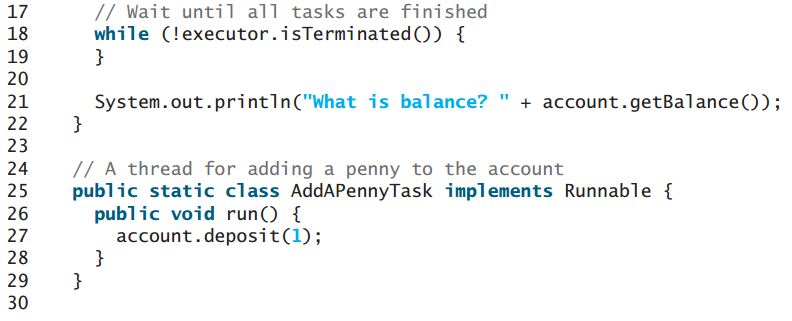 17 // Wait until all tasks are finished
18 while (!executor.isTerminated()) {
19 }
20
21 System.out.println("What is balance? " + account.getBalance());
22 }
23
24 // A thread for adding a penny to the account
25 public static class AddAPennyTask implements Runnable {
26 public void run() {
27 account.deposit(1);
28 }
29 }
30